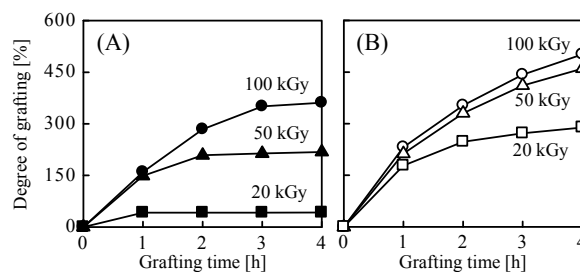 Degree of grafting [%]
600
450
300
150
0
(A)
100 kGy
50 kGy
20 kGy
0 1 2 3 4
Grafting time [h]
(B)
100 kGy
50 kGy
20 kGy
0 1 2 3 4
Grafting time [h]